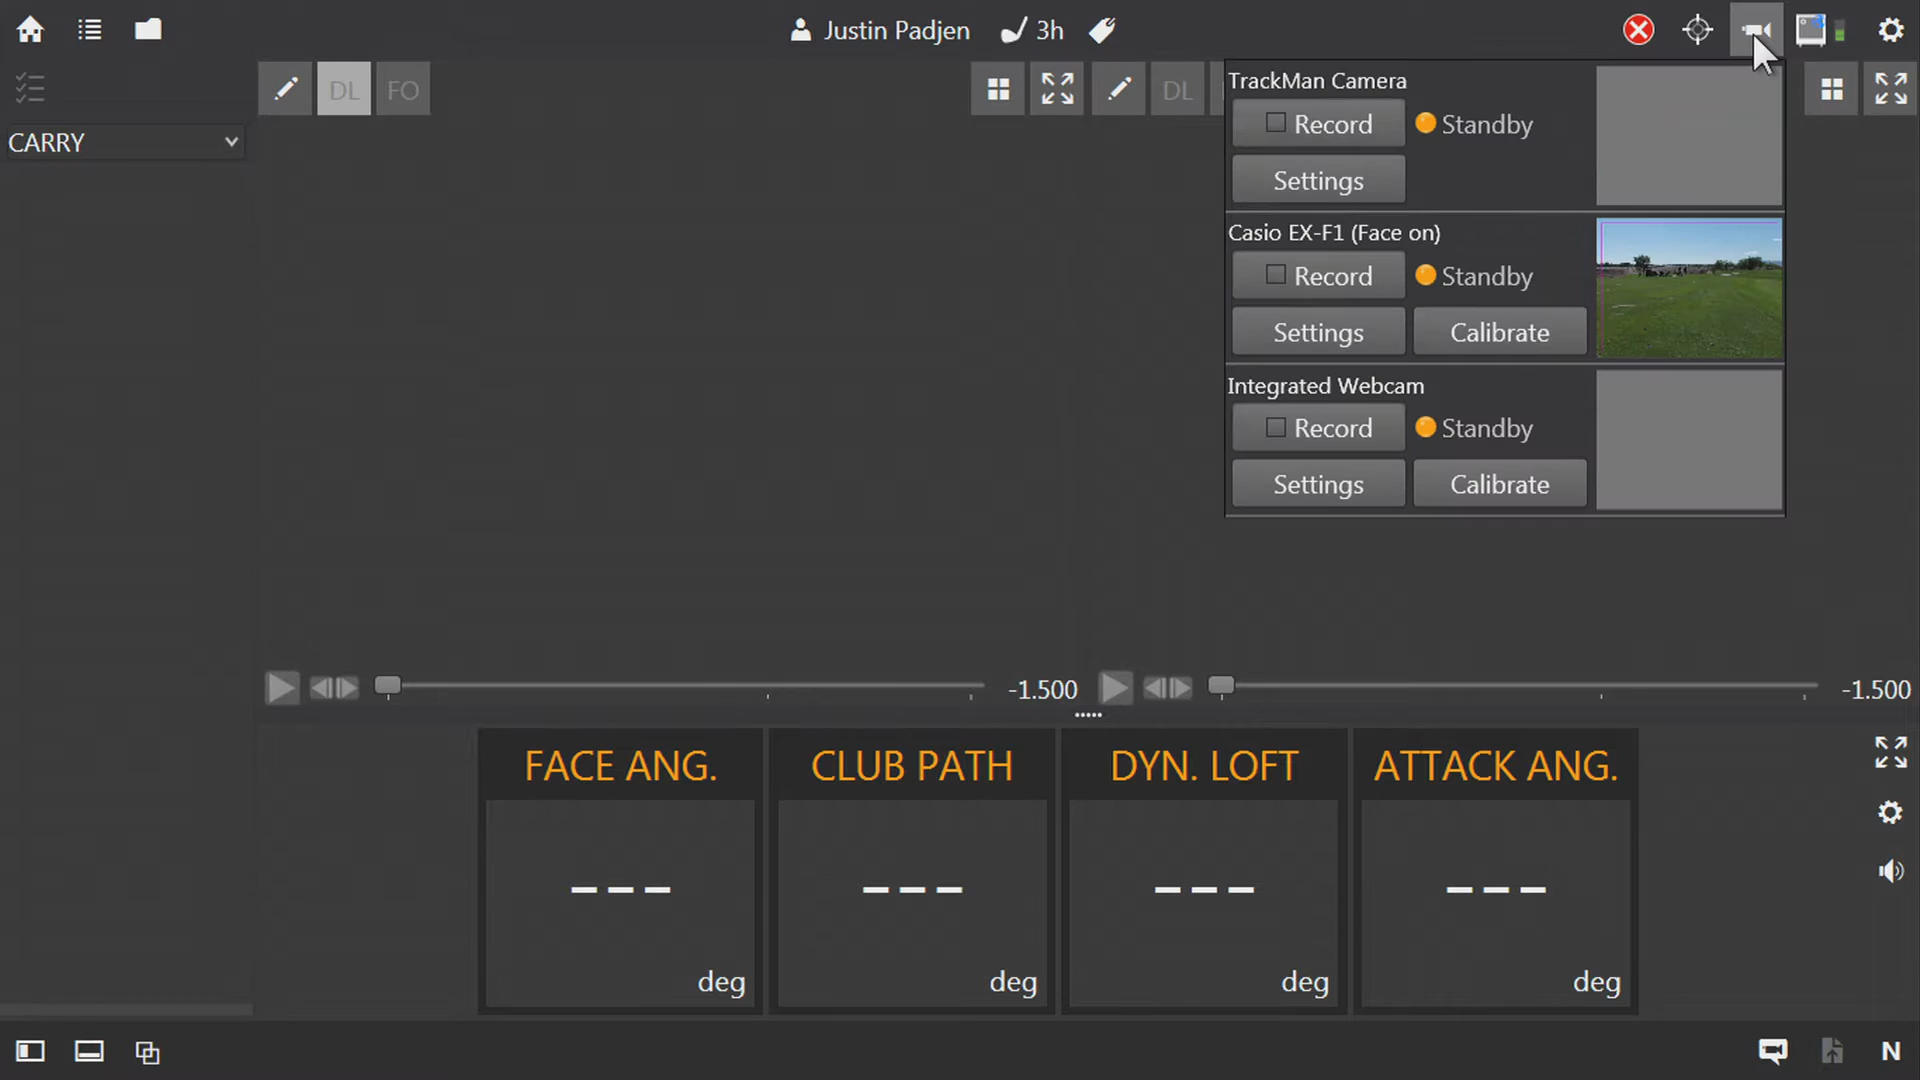 Justin Padjen
3h
DL
FO
DL
CARRY
TrackMan Camera
Record
Standby
Settings
Casio EX-F1 (Face on)
Record
Standby
Settings
Calibrate
Integrated Webcam
Record
Standby
Settings
Calibrate
-1.500
-1.500
FACE ANG.
CLUB PATH
DYN. LOFT
ATTACK ANG.
---
---
---
---
deg
deg
deg
deg
N